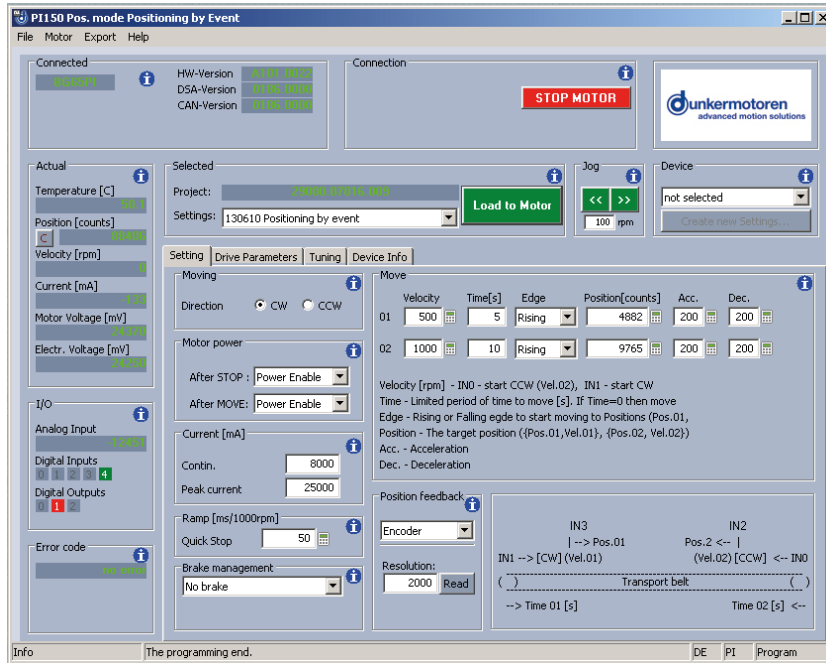 PI150 Pos. mode Positioning by Event
File Motor Export Help
Connected
HW-Version
DSA-Version
CAN-Version
Connection
STOP MOTOR
dunkermotoren
advanced motion solutions
Actual
Temperature [C]
Position [counts]
C
Velocity [rpm]
0
Current [mA]
Motor Voltage [mV]
Electr. Voltage [mV]
Selected
Project:
Settings: 130610 Positioning by event
Load to Motor
Jog
<< >>
100 rpm
Device
not selected
Create new Settings...
Setting Drive Parameters Tuning Device Info
Moving
Direction CW CCW
Motor power
After STOP : Power Enable
After MOVE: Power Enable
Current [mA]
Contin. 8000
Peak current 25000
Ramp [ms/1000rpm]
Quick Stop 50
Brake management
No brake
Move
Velocity Time[s] Edge Position[counts] Acc. Dec.
01 500 5 Rising 4882 200 200
02 1000 10 Rising 9765 200 200
Velocity [rpm] - IN0 - start CCW (Vel.02), IN1 - start CW
Time - Limited period of time to move [s]. If Time=0 then move
Edge - Rising or Falling egde to start moving to Positions (Pos.01,
Position - The target position ({Pos.01,Vel.01}, {Pos.02, Vel.02})
Acc. - Acceleration
Dec. - Deceleration
Position feedback
Encoder
Resolution:
2000 Read
IN3 IN2
| --> Pos.01 Pos.2 <-- |
IN1 --> [CW] (Vel.01) (Vel.02) [CCW] <-- IN0
( ) Transport belt ( )
--> Time 01 [s] Time 02 [s] <--
I/O
Analog Input
Digital Inputs
0 1 2 3 4
Digital Outputs
0 1 2
Error code
Info The programming end. DE PI Program